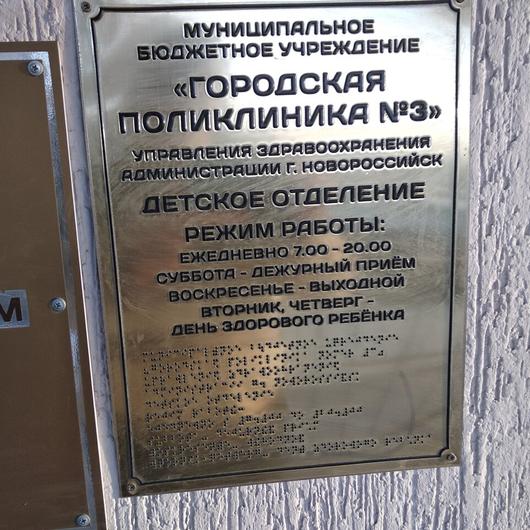 МУНИЦИПАЛЬНОЕ
БЮДЖЕТНОЕ УЧРЕЖДЕНИЕ
«ГОРОДСКАЯ
ПОЛИКЛИНИКА №3»
УПРАВЛЕНИЯ ЗДРАВООХРАНЕНИЯ
АДМИНИСТРАЦИИ Г. НОВОРОССИЙСК
ДЕТСКОЕ ОТДЕЛЕНИЕ
РЕЖИМ РАБОТЫ:
ЕЖЕДНЕВНО 7.00 - 20.00
СУББОТА - ДЕЖУРНЫЙ ПРИЁМ
ВОСКРЕСЕНЬЕ - ВЫХОДНОЙ
ВТОРНИК, ЧЕТВЕРГ -
ДЕНЬ ЗДОРОВОГО РЕБЁНКА
М